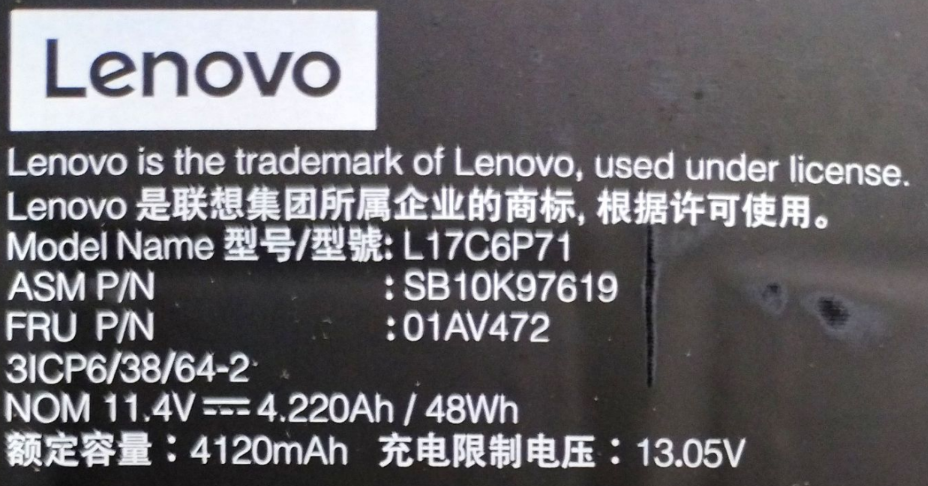 Lenovo
Lenovo is the trademark of Lenovo, used under license.
Lenovo 是联想集团所属企业的商标, 根据许可使用。
Model Name 型号/型號: L17C6P71
ASM P/N : SB10K97619
FRU P/N : 01AV472
3ICP6/38/64-2
NOM 11.4V ⎓ 4.220Ah / 48Wh
额定容量：4120mAh 充电限制电压：13.05V